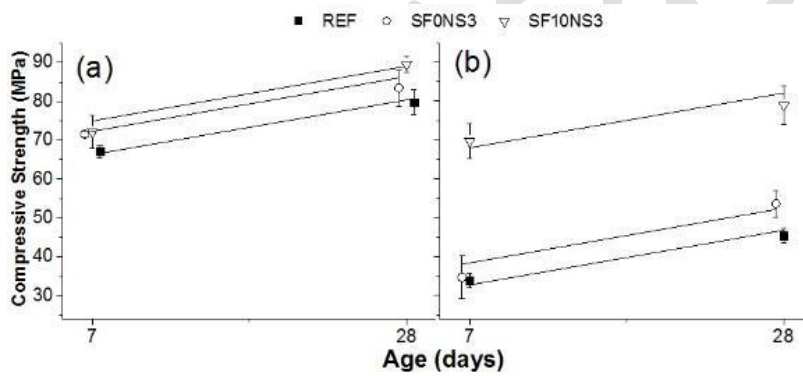 REF SF0NS3 SF10NS3
Compressive Strength (MPa)
90
80
70
60
50
40
30
(a)
(b)
7 28 7 28
Age (days)